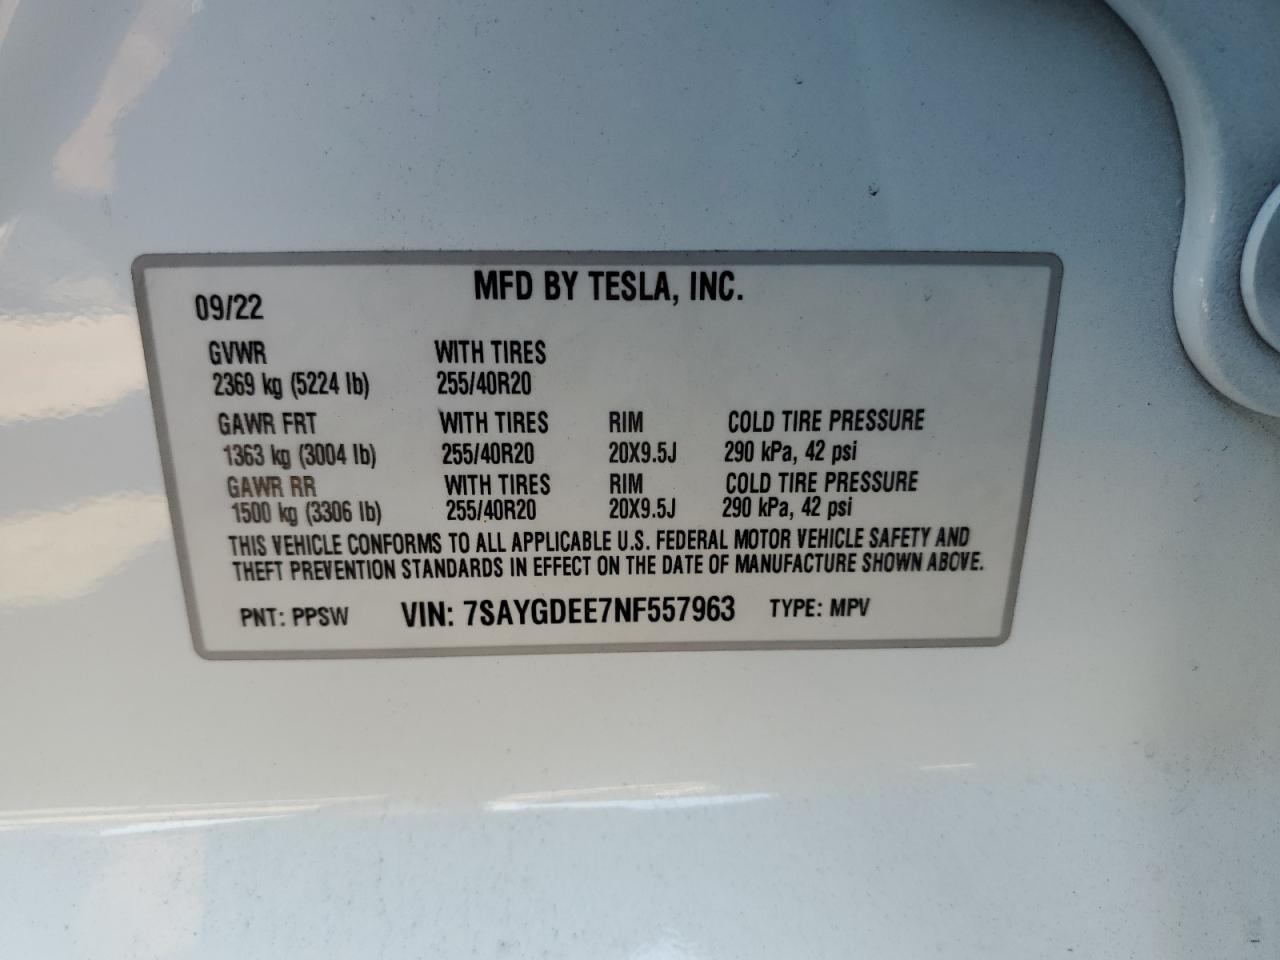 MFD BY TESLA, INC.
09/22
GVWR WITH TIRES
2369 kg (5224 lb) 255/40R20
GAWR FRT WITH TIRES RIM COLD TIRE PRESSURE
1363 kg (3004 lb) 255/40R20 20X9.5J 290 kPa, 42 psi
GAWR RR WITH TIRES RIM COLD TIRE PRESSURE
1500 kg (3306 lb) 255/40R20 20X9.5J 290 kPa, 42 psi
THIS VEHICLE CONFORMS TO ALL APPLICABLE U.S. FEDERAL MOTOR VEHICLE SAFETY AND
THEFT PREVENTION STANDARDS IN EFFECT ON THE DATE OF MANUFACTURE SHOWN ABOVE.
PNT: PPSW VIN: 7SAYGDEE7NF557963 TYPE: MPV